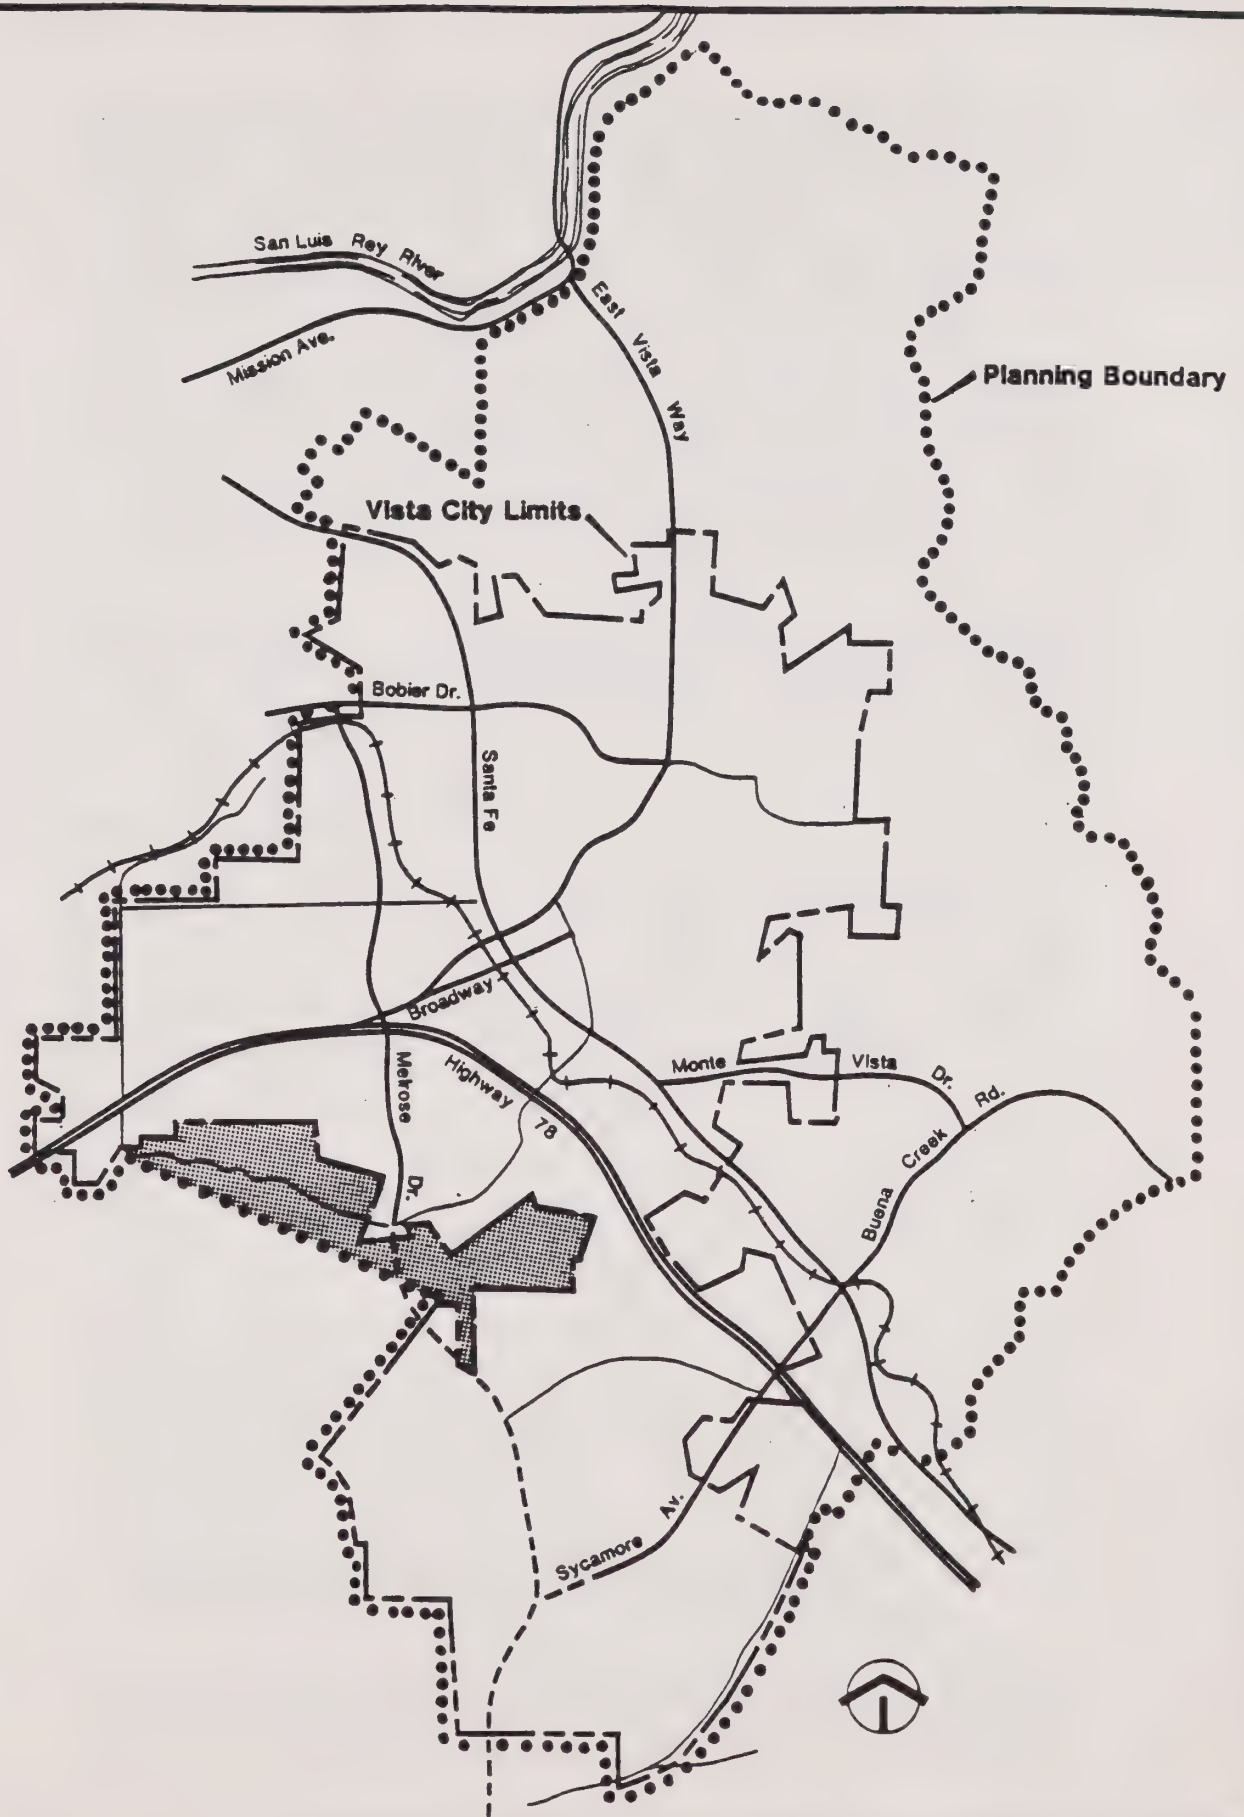 San Luis Rey River
Mission Ave.
East Vista Way
Planning Boundary
Vista City Limits
Bobier Dr.
Santa Fe
Broadway
Melrose Dr.
Highway 78
Monte Vista Dr.
Buena Creek Rd.
Sycamore Av.